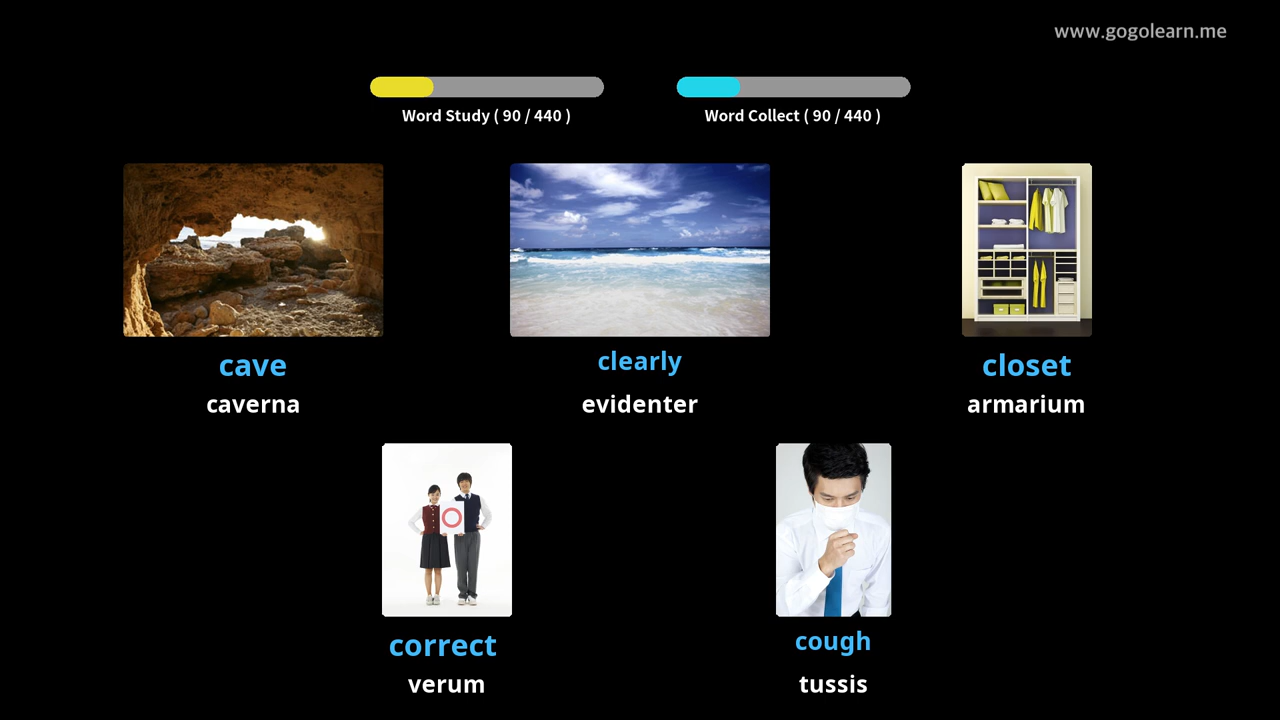 www.gogolearn.me
Word Study ( 90 / 440 )
Word Collect ( 90 / 440 )
cave
caverna
clearly
evidenter
closet
armarium
correct
verum
cough
tussis